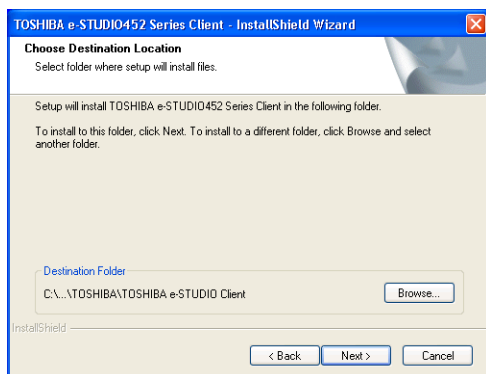 TOSHIBA e-STUDIO452 Series Client - InstallShield Wizard
Choose Destination Location
Select folder where setup will install files.
Setup will install TOSHIBA e-STUDIO452 Series Client in the following folder.
To install to this folder, click Next. To install to a different folder, click Browse and select
another folder.
Destination Folder
C:\...\TOSHIBA\TOSHIBA e-STUDIO Client
Browse...
InstallShield
< Back
Next >
Cancel